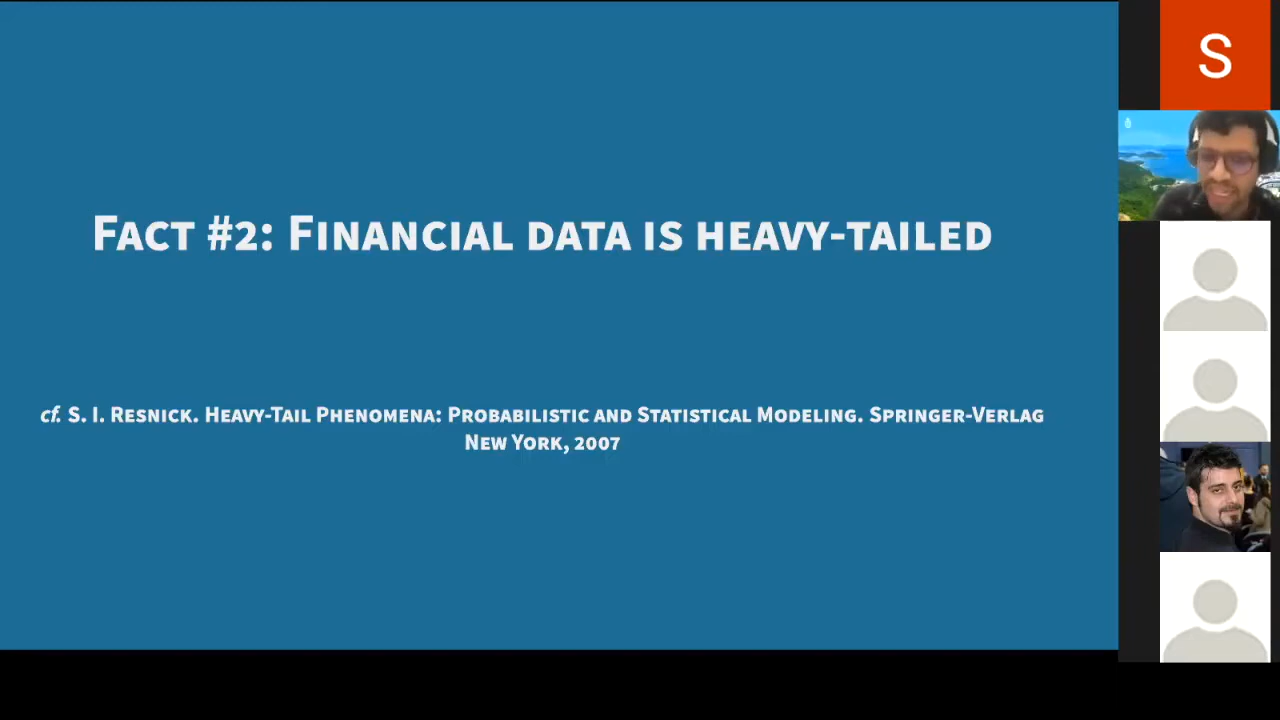 S
Fact #2: Financial data is heavy-tailed
cf. S. I. Resnick. Heavy-Tail Phenomena: Probabilistic and Statistical Modeling. Springer-Verlag
New York, 2007